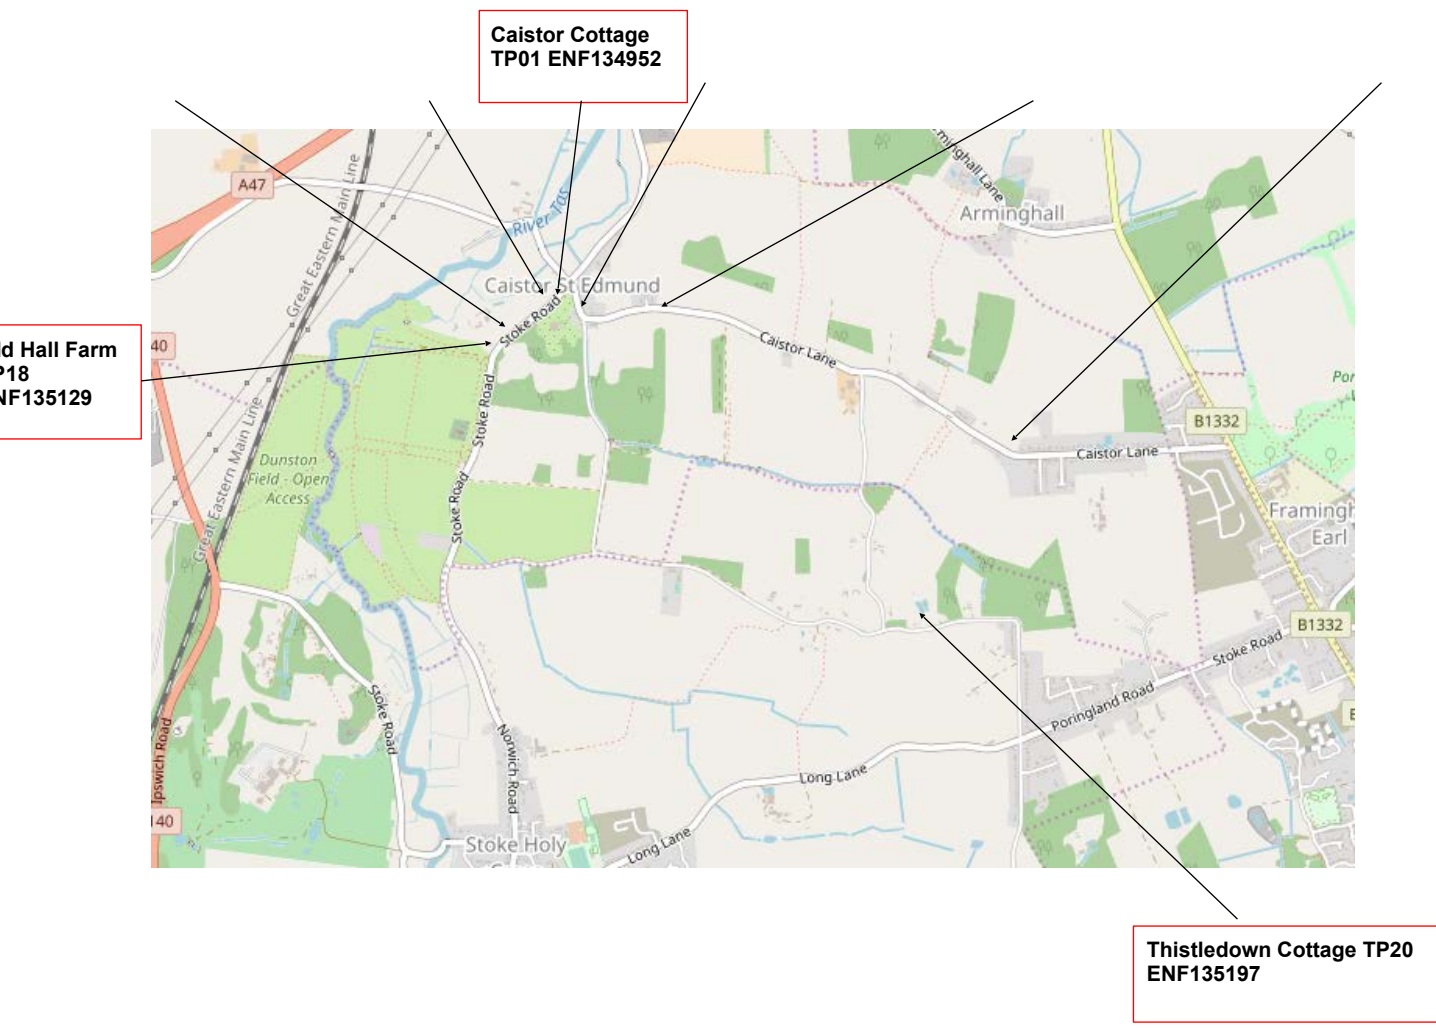 Caistor Cottage
TP01 ENF134952
A47
Great Eastern Main Line
River Tas
Arminghall
Caistor St Edmund
Stoke Road
ld Hall Farm
P18
NF135129
40
Caistor Lane
Stoke Road
B1332
Caistor Lane
Great Eastern Main Line
Dunston
Field - Open
Access
Stoke Road
Framingh
Earl
B1332
Stoke Road
Poringland Road
Stoke Road
Ipswich Road
Norwich Road
Long Lane
140
Stoke Holy
Long Lane
Thistledown Cottage TP20
ENF135197